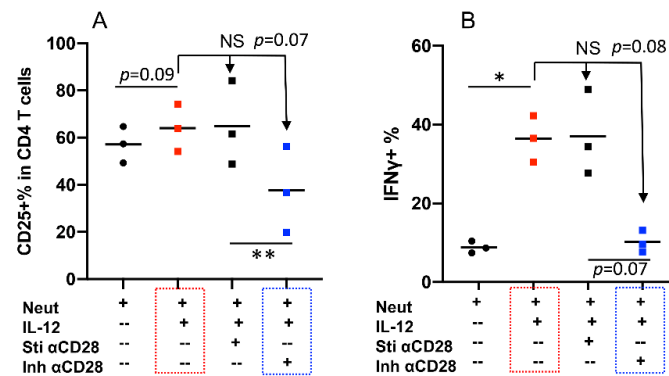 A
NS p=0.07
p=0.09
100
80
60
40
20
0
CD25+% in CD4 T cells
**
Neut + + + +
IL-12 -- + + +
Sti αCD28 -- -- + --
Inh αCD28 -- -- -- +
B
NS p=0.08
*
60
40
20
0
IFNγ+ %
p=0.07
Neut + + + +
IL-12 -- + + +
Sti αCD28 -- -- + --
Inh αCD28 -- -- -- +